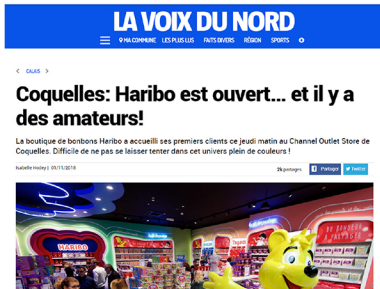 LA VOIX DU NORD
MA COMMUNE LES PLUS LUS FAITS DIVERS RÉGION SPORTS
CALAIS
Coquelles: Haribo est ouvert... et il y a
des amateurs!
La boutique de bonbons Haribo a accueilli ses premiers clients ce jeudi matin au Channel Outlet Store de
Coquelles. Difficile de ne pas se laisser tenter dans cet univers plein de couleurs !
Isabelle Hodey | 01/11/2018
2k partages
Partager
Twitter
HARIBO